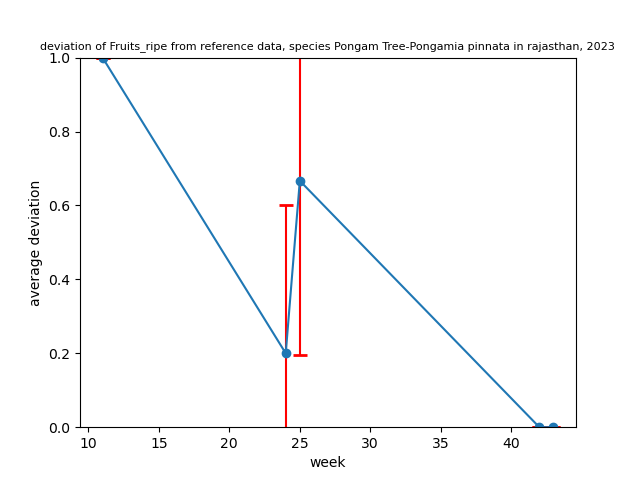 deviation of Fruits_ripe from reference data, species Pongam Tree-Pongamia pinnata in rajasthan, 2023
1.0
0.8
0.6
0.4
0.2
0.0
average deviation
10 15 20 25 30 35 40
week